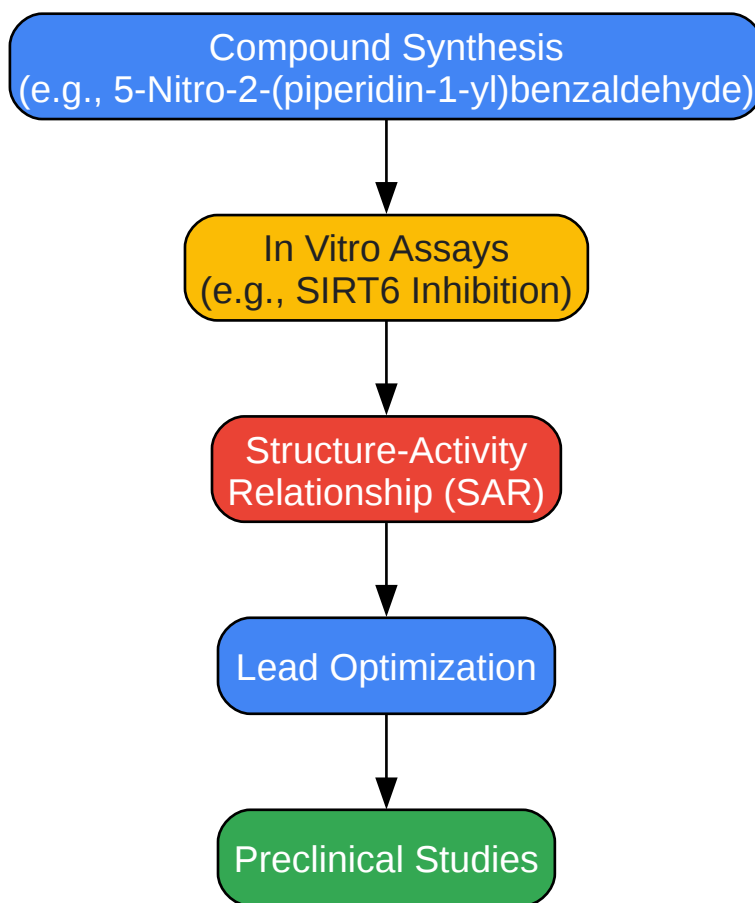 Compound Synthesis
(e.g., 5-Nitro-2-(piperidin-1-yl)benzaldehyde)
In Vitro Assays
(e.g., SIRT6 Inhibition)
Structure-Activity
Relationship (SAR)
Lead Optimization
Preclinical Studies